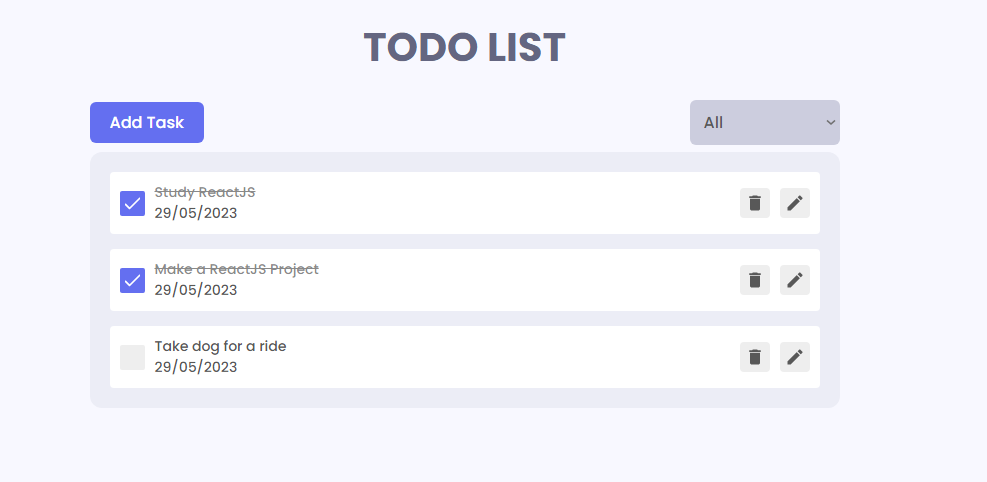 TODO LIST
Add Task
All
Study ReactJS
29/05/2023
Make a ReactJS Project
29/05/2023
Take dog for a ride
29/05/2023